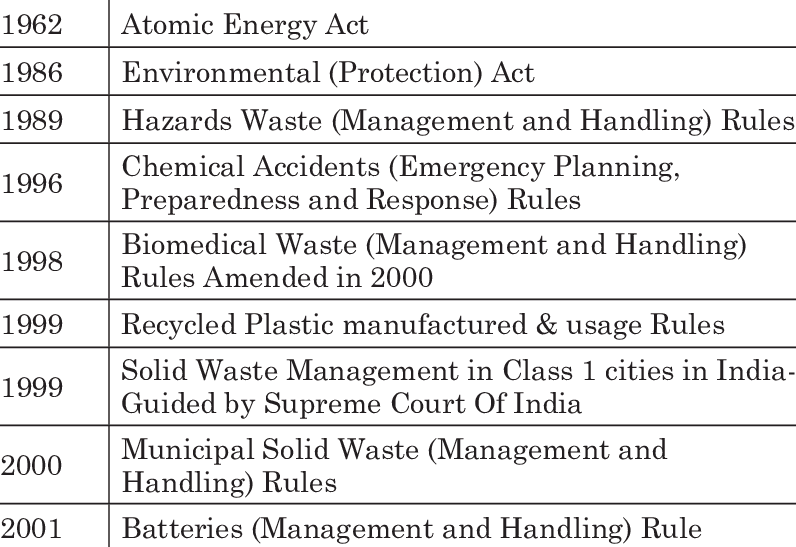 1962 Atomic Energy Act
1986 Environmental (Protection) Act
1989 Hazards Waste (Management and Handling) Rules
1996 Chemical Accidents (Emergency Planning,
Preparedness and Response) Rules
1998 Biomedical Waste (Management and Handling)
Rules Amended in 2000
1999 Recycled Plastic manufactured & usage Rules
1999 Solid Waste Management in Class 1 cities in India-
Guided by Supreme Court Of India
2000 Municipal Solid Waste (Management and
Handling) Rules
2001 Batteries (Management and Handling) Rule